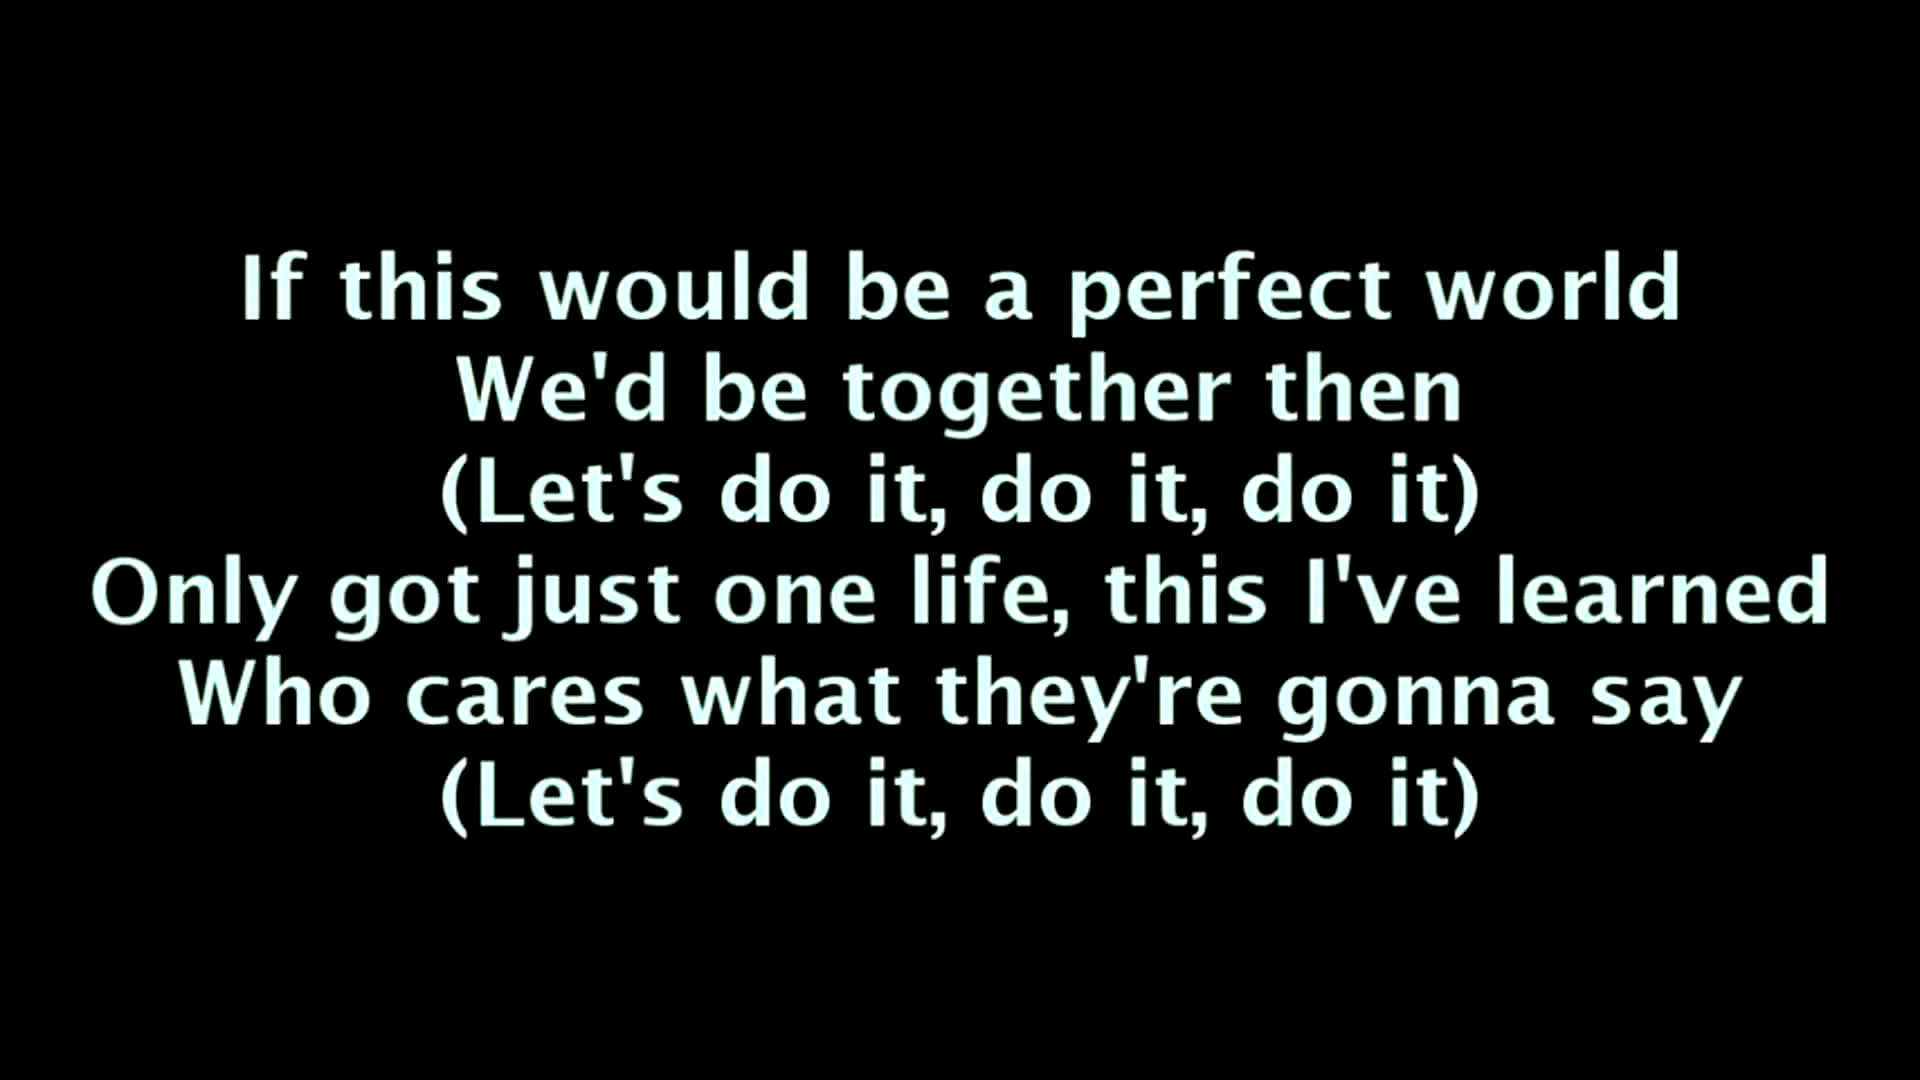 If this would be a perfect world
We'd be together then
(Let's do it, do it, do it)
Only got just one life, this I've learned
Who cares what they're gonna say
(Let's do it, do it, do it)